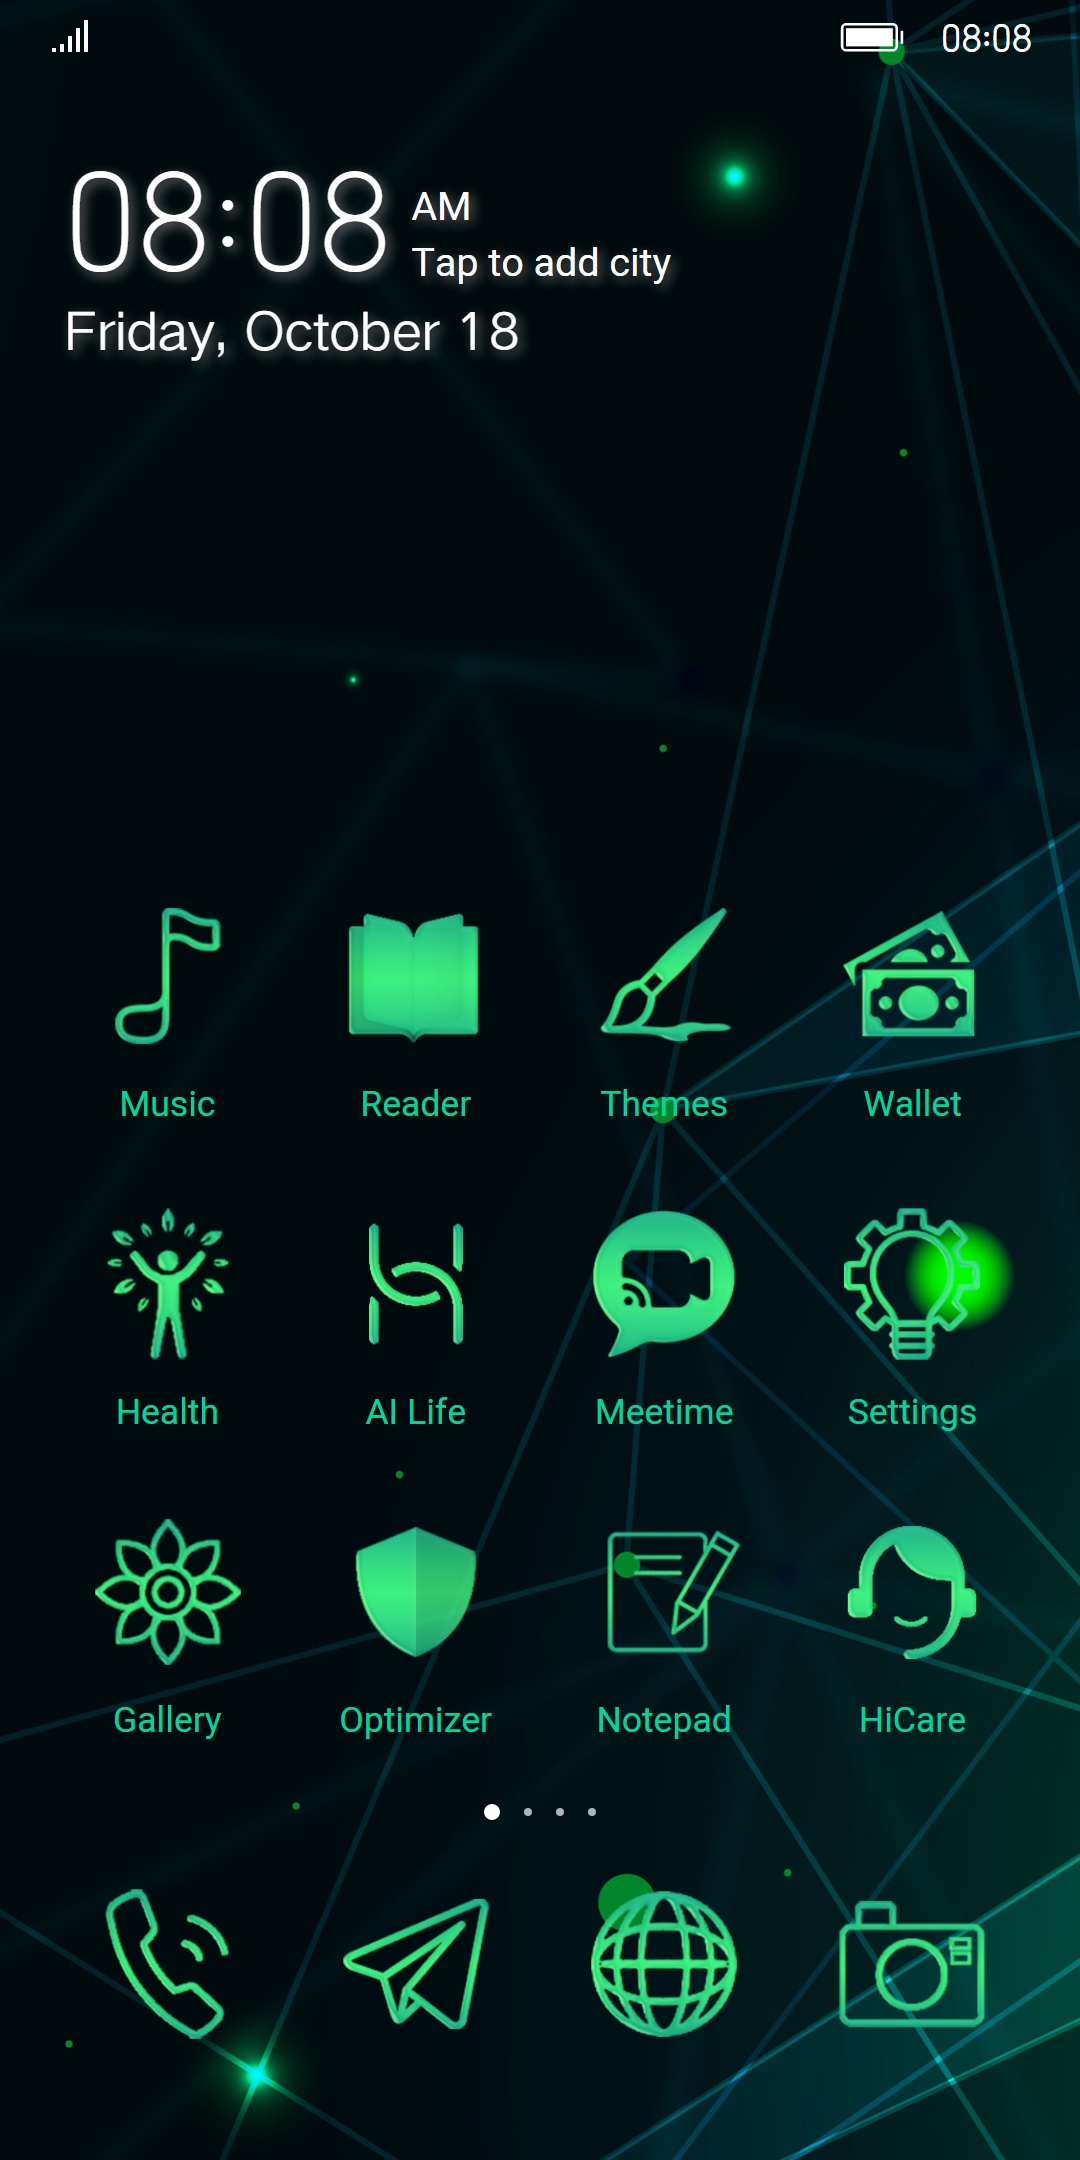 08:08
08:08 AM
Tap to add city
Friday, October 18
Music Reader Themes Wallet
Health AI Life Meetime Settings
Gallery Optimizer Notepad HiCare